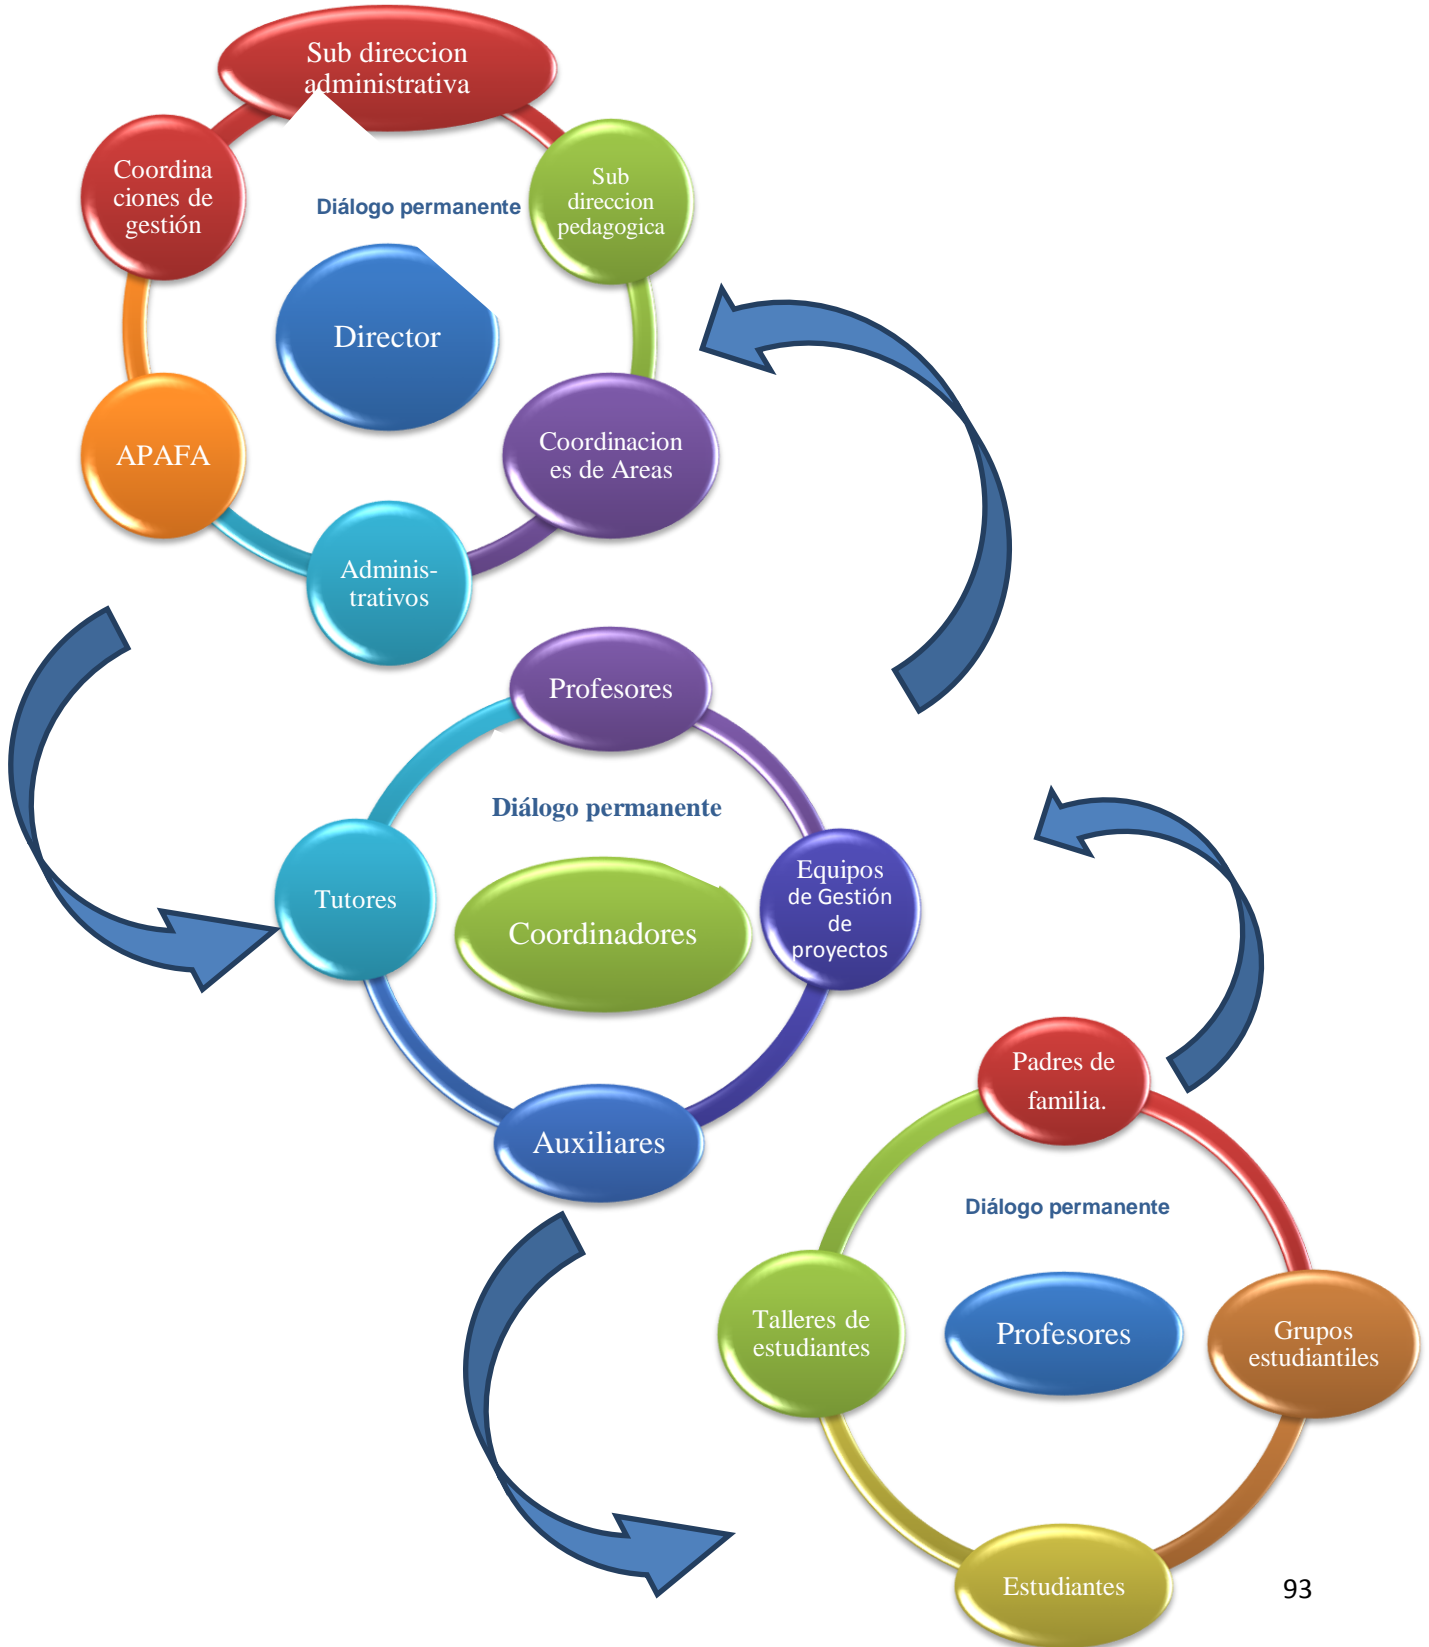 Sub direccion
administrativa
Coordina
ciones de
gestión
Sub
direccion
pedagogica
Diálogo permanente
Director
APAFA
Coordinacion
es de Areas
Adminis-
trativos
Profesores
Diálogo permanente
Tutores
Coordinadores
Equipos
de Gestión
de
proyectos
Auxiliares
Padres de
familia.
Diálogo permanente
Talleres de
estudiantes
Profesores
Grupos
estudiantiles
Estudiantes
93